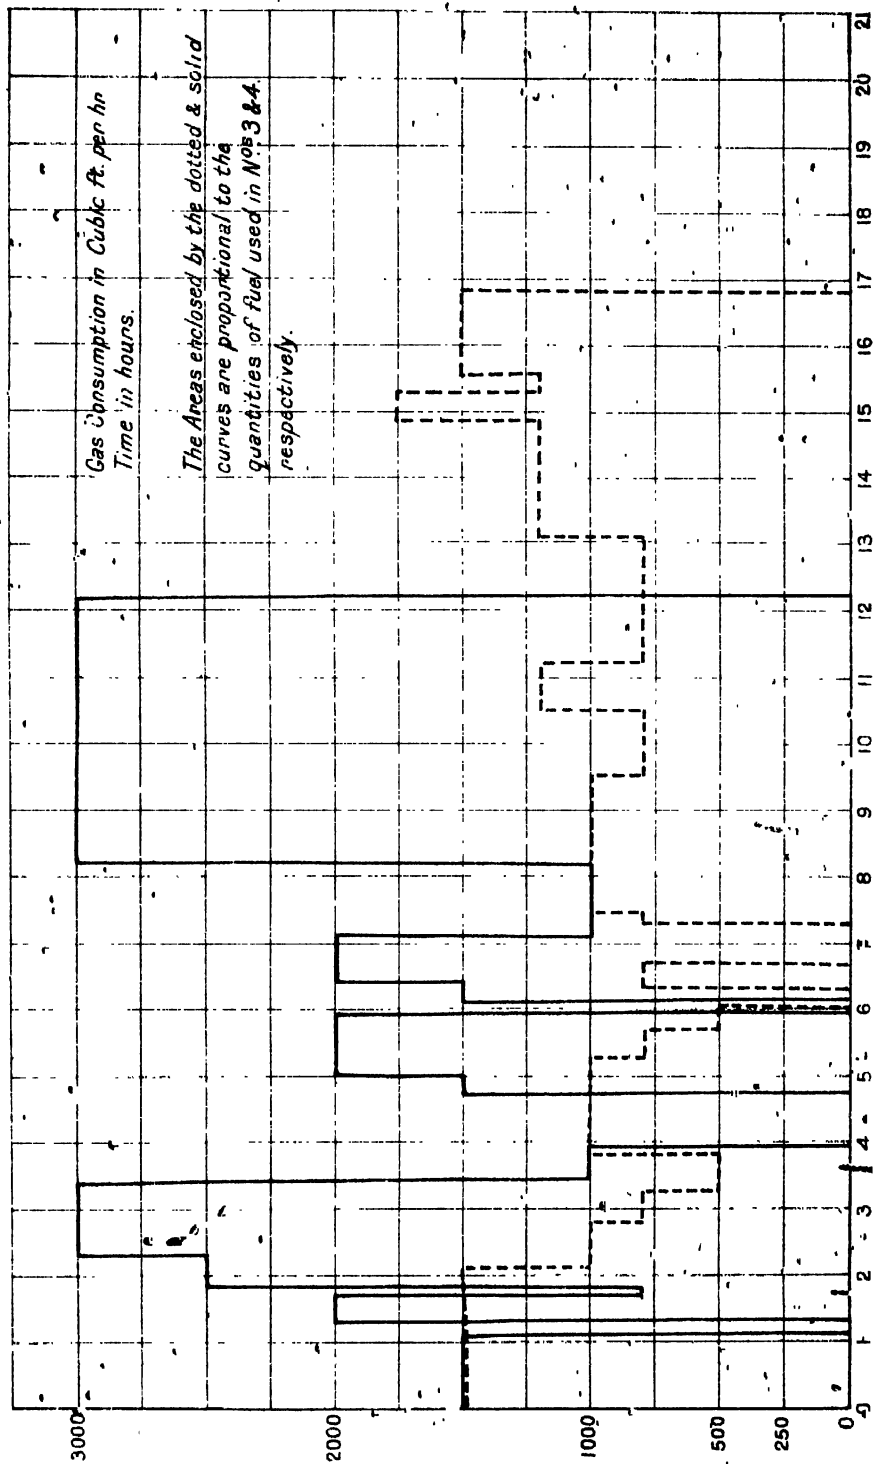 Gas Consumption in Cubic ft. per hr
Time in hours.
The Areas enclosed by the dotted & solid
curves are proportional to the
quantities of fuel used in Nos 3 & 4.
respectively.
3000
2000
1000
500
250
0
0 1 2 3 4 5 6 7 8 9 10 11 12 13 14 15 16 17 18 19 20 21